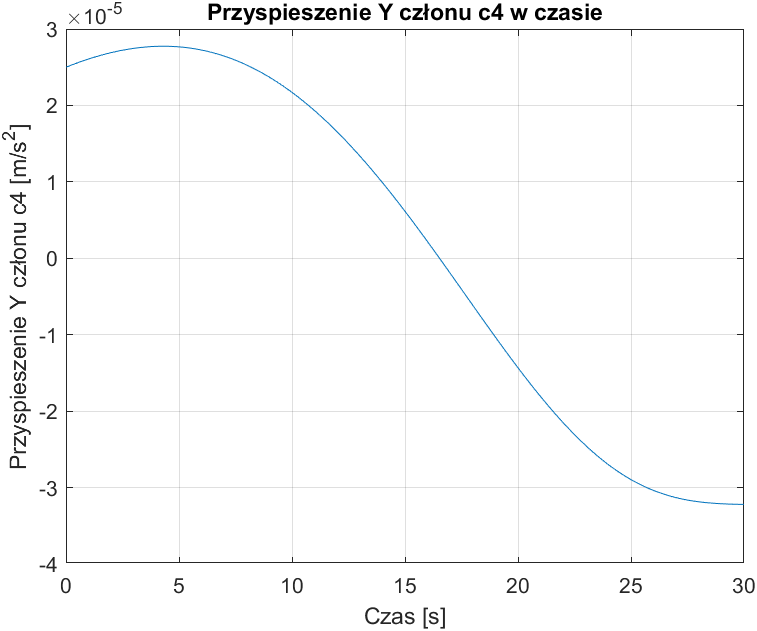 Przyspieszenie Y członu c4 w czasie
×10⁻⁵
3
2
1
0
-1
-2
-3
-4
Przyspieszenie Y członu c4 [m/s²]
0 5 10 15 20 25 30
Czas [s]